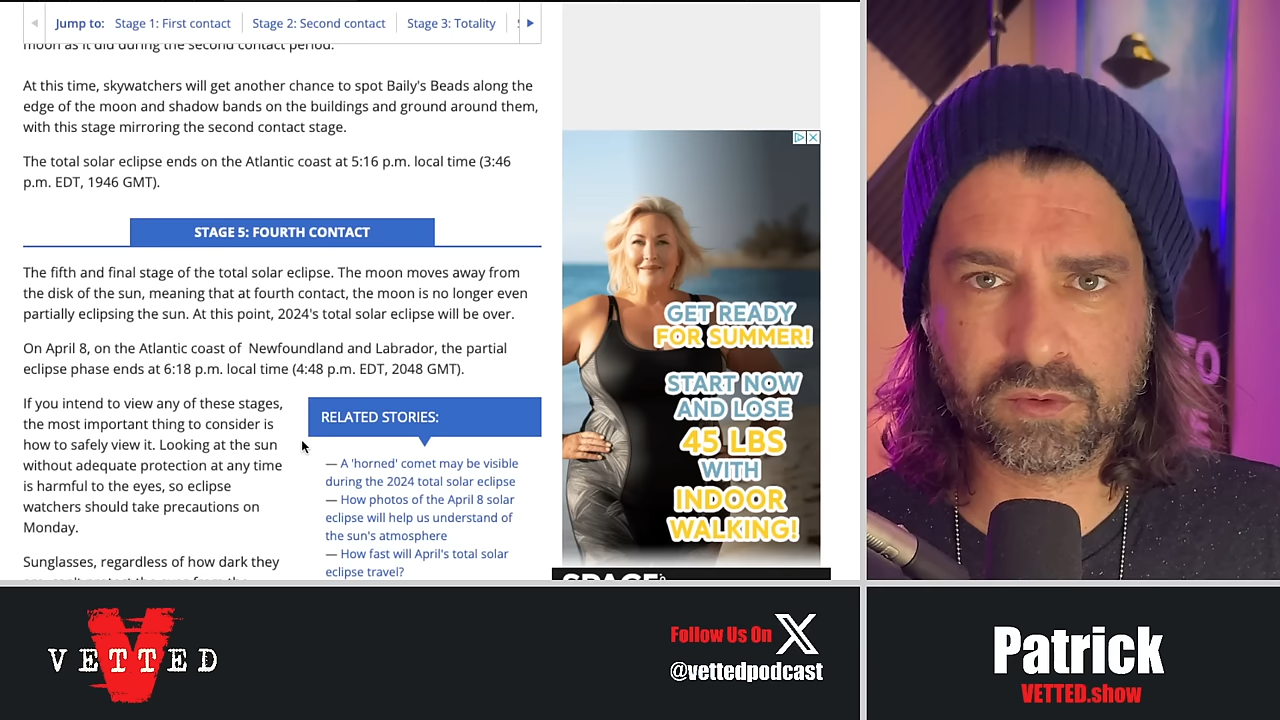 Jump to: Stage 1: First contact Stage 2: Second contact Stage 3: Totality
moon as it did during the second contact period.
At this time, skywatchers will get another chance to spot Baily's Beads along the
edge of the moon and shadow bands on the buildings and ground around them,
with this stage mirroring the second contact stage.
The total solar eclipse ends on the Atlantic coast at 5:16 p.m. local time (3:46
p.m. EDT, 1946 GMT).
STAGE 5: FOURTH CONTACT
The fifth and final stage of the total solar eclipse. The moon moves away from
the disk of the sun, meaning that at fourth contact, the moon is no longer even
partially eclipsing the sun. At this point, 2024's total solar eclipse will be over.
On April 8, on the Atlantic coast of Newfoundland and Labrador, the partial
eclipse phase ends at 6:18 p.m. local time (4:48 p.m. EDT, 2048 GMT).
If you intend to view any of these stages,
the most important thing to consider is
how to safely view it. Looking at the sun
without adequate protection at any time
is harmful to the eyes, so eclipse
watchers should take precautions on
Monday.
Sunglasses, regardless of how dark they
RELATED STORIES:
— A 'horned' comet may be visible
during the 2024 total solar eclipse
— How photos of the April 8 solar
eclipse will help us understand of
the sun's atmosphere
— How fast will April's total solar
eclipse travel?
GET READY
FOR SUMMER!
START NOW
AND LOSE
45 LBS
WITH
INDOOR
WALKING!
SPACE
VETTED
Follow Us On X
@vettedpodcast
Patrick
VETTED.show